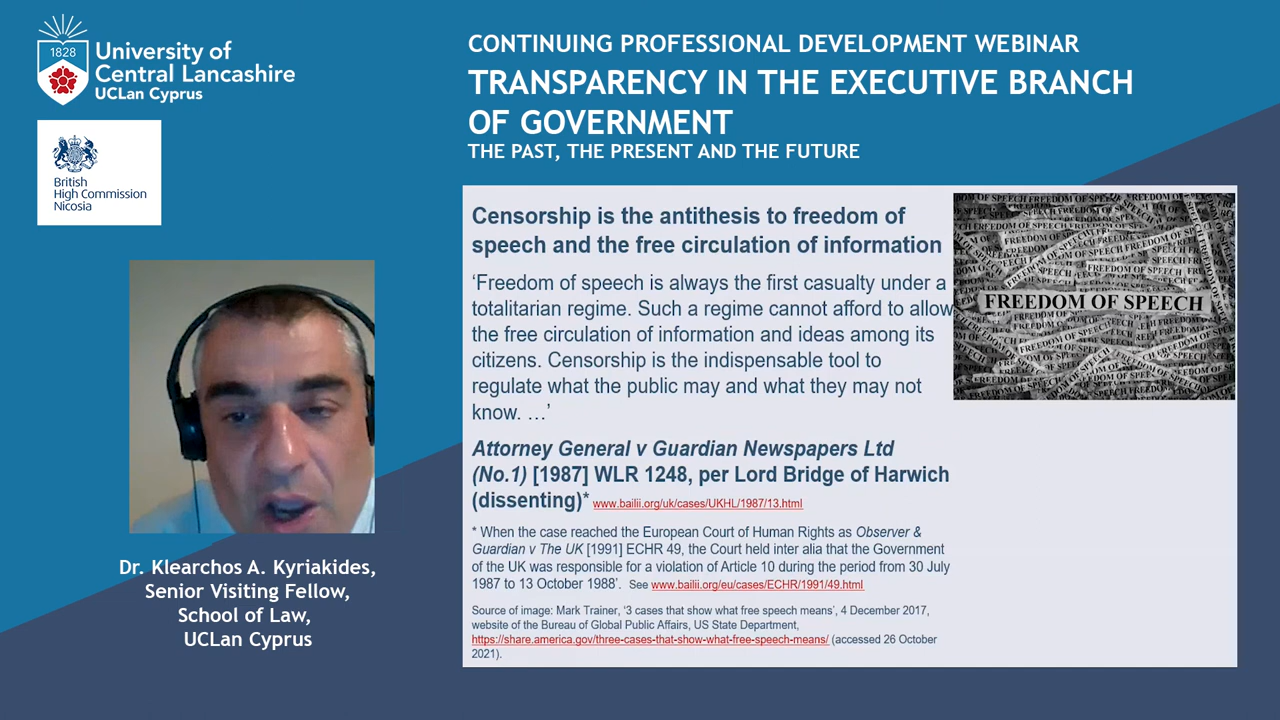 1828
University of
Central Lancashire
UCLan Cyprus
British
High Commission
Nicosia
CONTINUING PROFESSIONAL DEVELOPMENT WEBINAR
TRANSPARENCY IN THE EXECUTIVE BRANCH
OF GOVERNMENT
THE PAST, THE PRESENT AND THE FUTURE
Censorship is the antithesis to freedom of
speech and the free circulation of information
‘Freedom of speech is always the first casualty under a
totalitarian regime. Such a regime cannot afford to allow
the free circulation of information and ideas among its
citizens. Censorship is the indispensable tool to
regulate what the public may and what they may not
know. …’
Attorney General v Guardian Newspapers Ltd
(No.1) [1987] WLR 1248, per Lord Bridge of Harwich
(dissenting)* www.bailii.org/uk/cases/UKHL/1987/13.html
* When the case reached the European Court of Human Rights as Observer &
Guardian v The UK [1991] ECHR 49, the Court held inter alia that the Government
of the UK was responsible for a violation of Article 10 during the period from 30 July
1987 to 13 October 1988’. See www.bailii.org/eu/cases/ECHR/1991/49.html
Source of image: Mark Trainer, ‘3 cases that show what free speech means’, 4 December 2017,
website of the Bureau of Global Public Affairs, US State Department,
https://share.america.gov/three-cases-that-show-what-free-speech-means/ (accessed 26 October
2021).
FREEDOM OF SPEECH
Dr. Klearchos A. Kyriakides,
Senior Visiting Fellow,
School of Law,
UCLan Cyprus